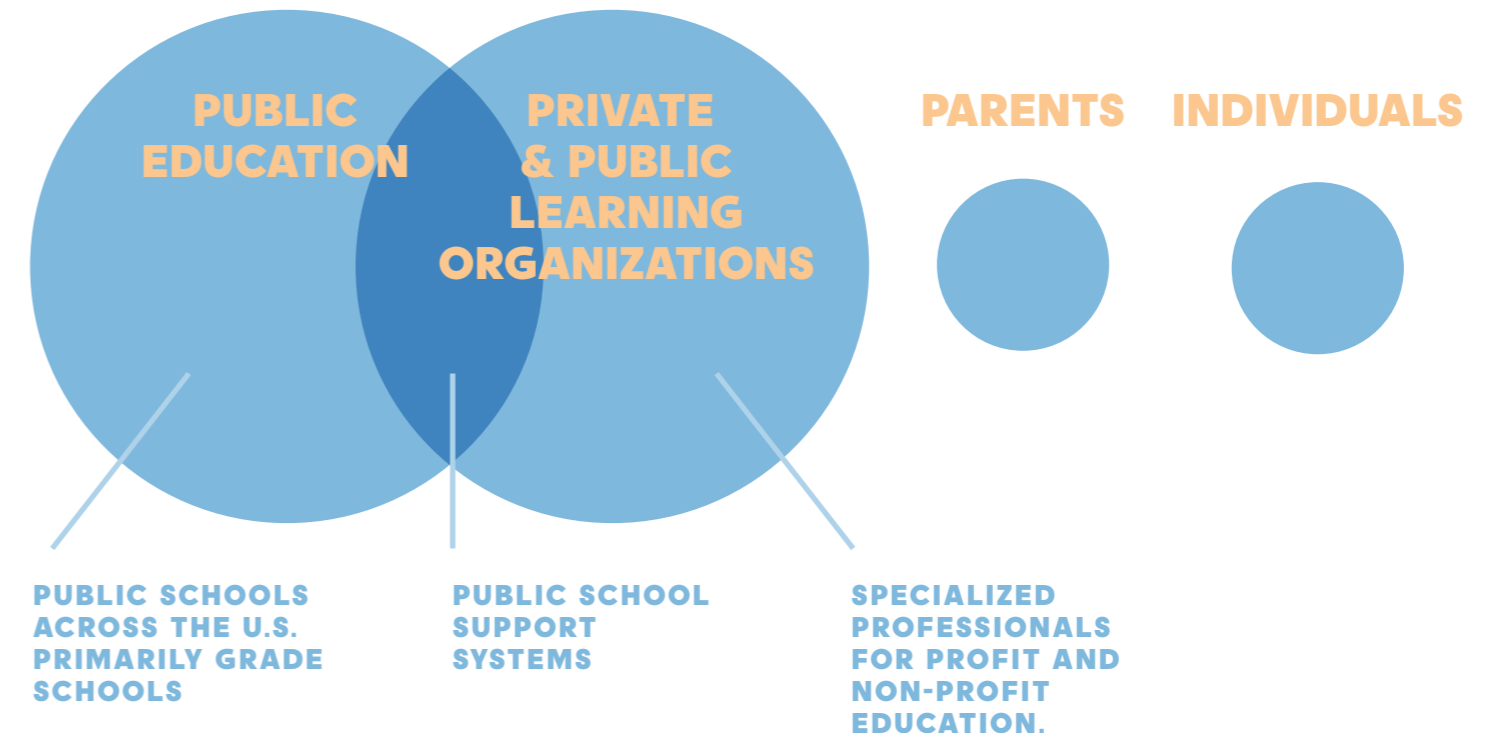 PUBLIC
EDUCATION
PRIVATE
& PUBLIC
LEARNING
ORGANIZATIONS
PARENTS
INDIVIDUALS
PUBLIC SCHOOLS
ACROSS THE U.S.
PRIMARILY GRADE
SCHOOLS
PUBLIC SCHOOL
SUPPORT
SYSTEMS
SPECIALIZED
PROFESSIONALS
FOR PROFIT AND
NON-PROFIT
EDUCATION.